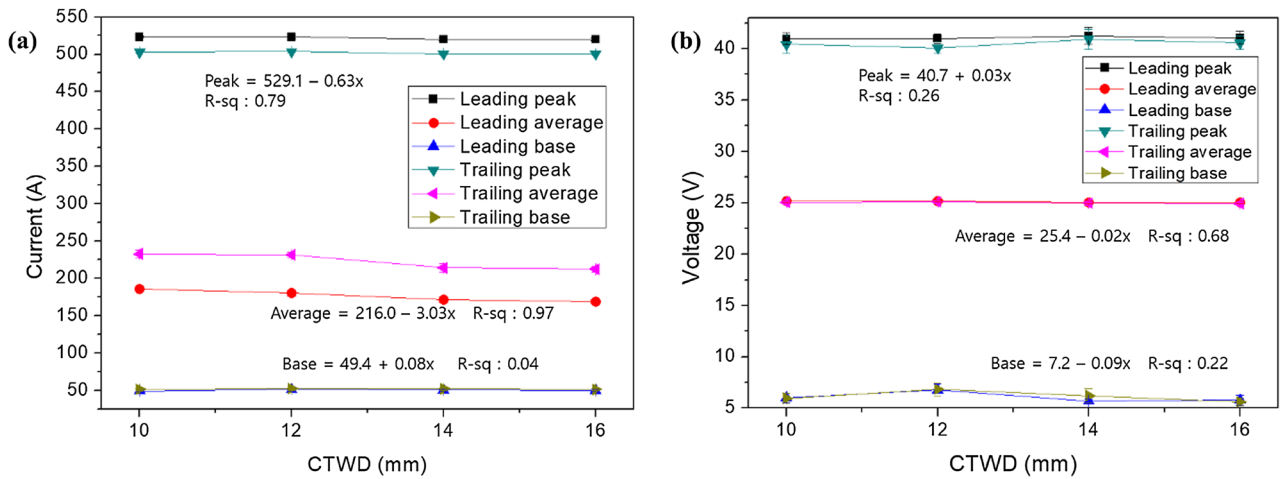 (a)
550
500
450
400
350
300
250
200
150
100
50
Current (A)
Peak = 529.1 – 0.63x
R-sq : 0.79
Leading peak
Leading average
Leading base
Trailing peak
Trailing average
Trailing base
Average = 216.0 – 3.03x R-sq : 0.97
Base = 49.4 + 0.08x R-sq : 0.04
10 12 14 16
CTWD (mm)
(b)
40
35
30
25
20
15
10
5
Voltage (V)
Peak = 40.7 + 0.03x
R-sq : 0.26
Leading peak
Leading average
Leading base
Trailing peak
Trailing average
Trailing base
Average = 25.4 – 0.02x R-sq : 0.68
Base = 7.2 – 0.09x R-sq : 0.22
10 12 14 16
CTWD (mm)